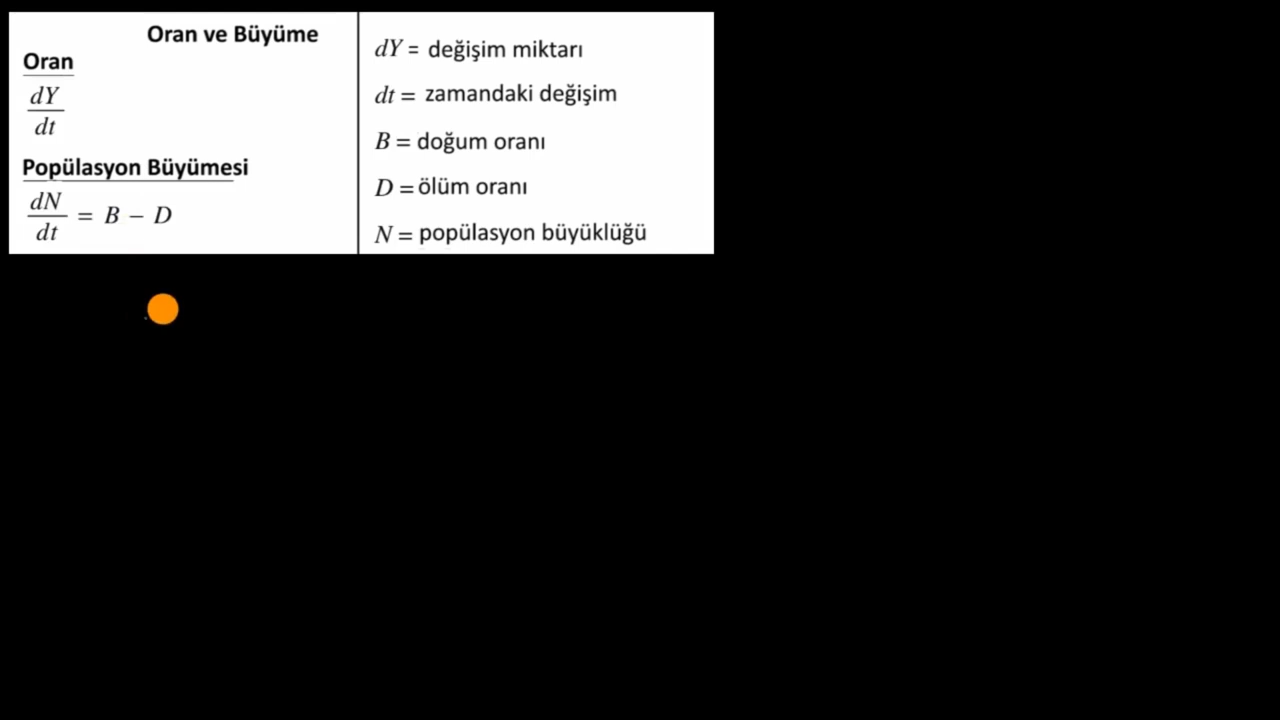 Oran ve Büyüme
Oran
dY
dt
Popülasyon Büyümesi
dN
dt
= B − D
dY = değişim miktarı
dt = zamandaki değişim
B = doğum oranı
D = ölüm oranı
N = popülasyon büyüklüğü